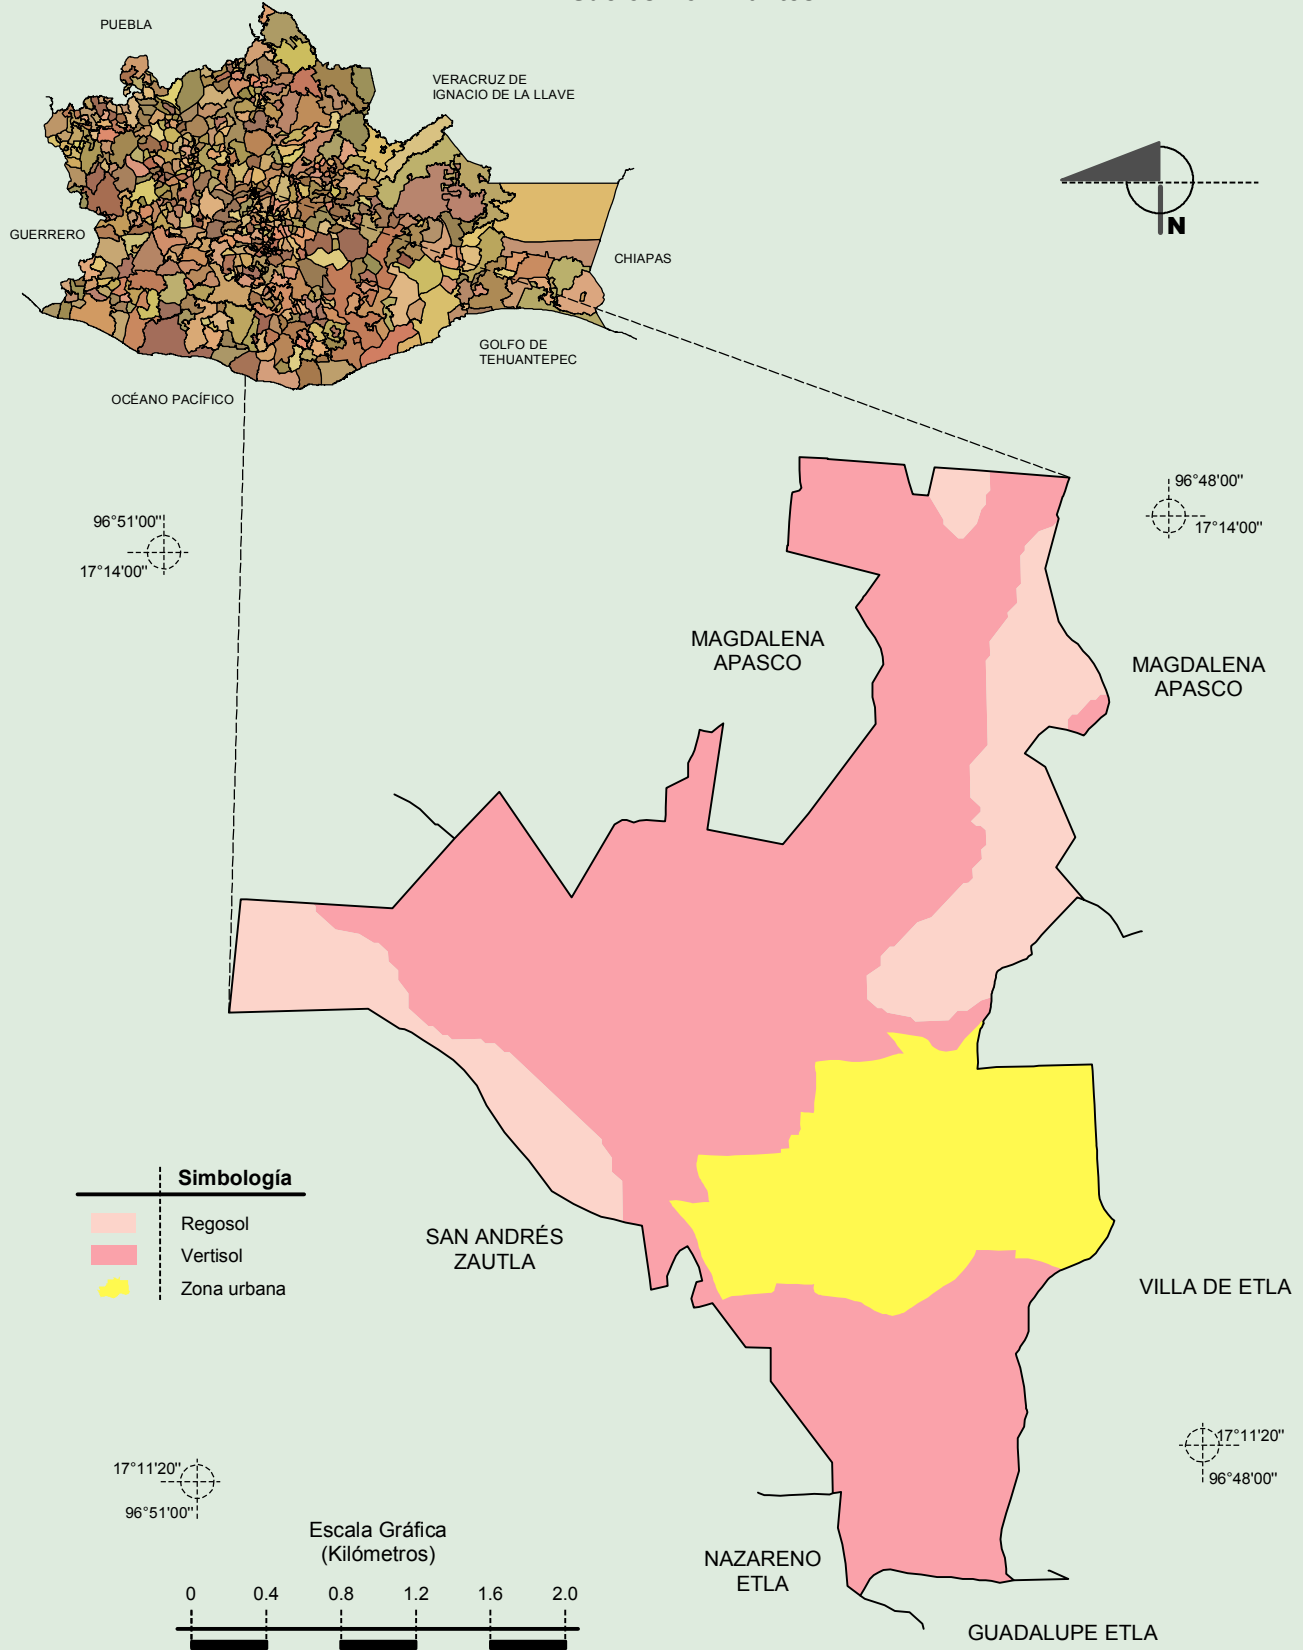 PUEBLA
VERACRUZ DE
IGNACIO DE LA LLAVE
GUERRERO
CHIAPAS
GOLFO DE
TEHUANTEPEC
OCÉANO PACÍFICO
N
96°51'00"
17°14'00"
96°48'00"
17°14'00"
MAGDALENA
APASCO
MAGDALENA
APASCO
Simbología
Regosol
Vertisol
Zona urbana
SAN ANDRÉS
ZAUTLA
VILLA DE ETLA
17°11'20"
96°51'00"
17°11'20"
96°48'00"
Escala Gráfica
(Kilómetros)
0 0.4 0.8 1.2 1.6 2.0
NAZARENO
ETLA
GUADALUPE ETLA